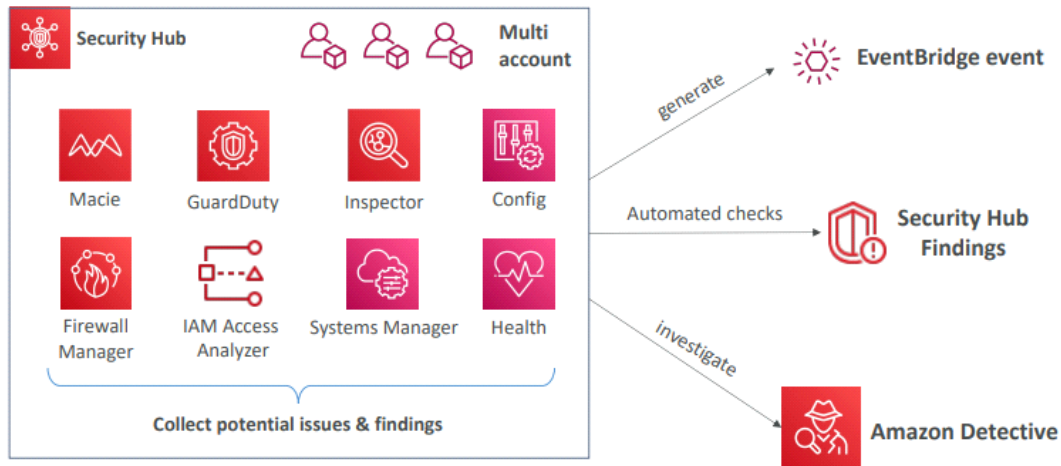 Security Hub
Multi
account
Macie
GuardDuty
Inspector
Config
Firewall
Manager
IAM Access
Analyzer
Systems Manager
Health
Collect potential issues & findings
generate
EventBridge event
Automated checks
Security Hub
Findings
investigate
Amazon Detective